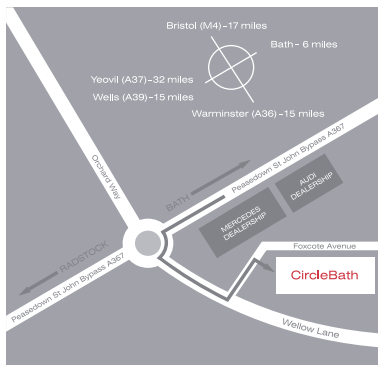 Bristol (M4)–17 miles
Bath– 6 miles
Yeovil (A37)–32 miles
Wells (A39)–15 miles
Warminster (A36)–15 miles
Orchard Way
BATH
Peasedown St John Bypass A367
AUDI
DEALERSHIP
MERCEDES
DEALERSHIP
RADSTOCK
Foxcote Avenue
Peasedown St John Bypass A367
CircleBath
Wellow Lane